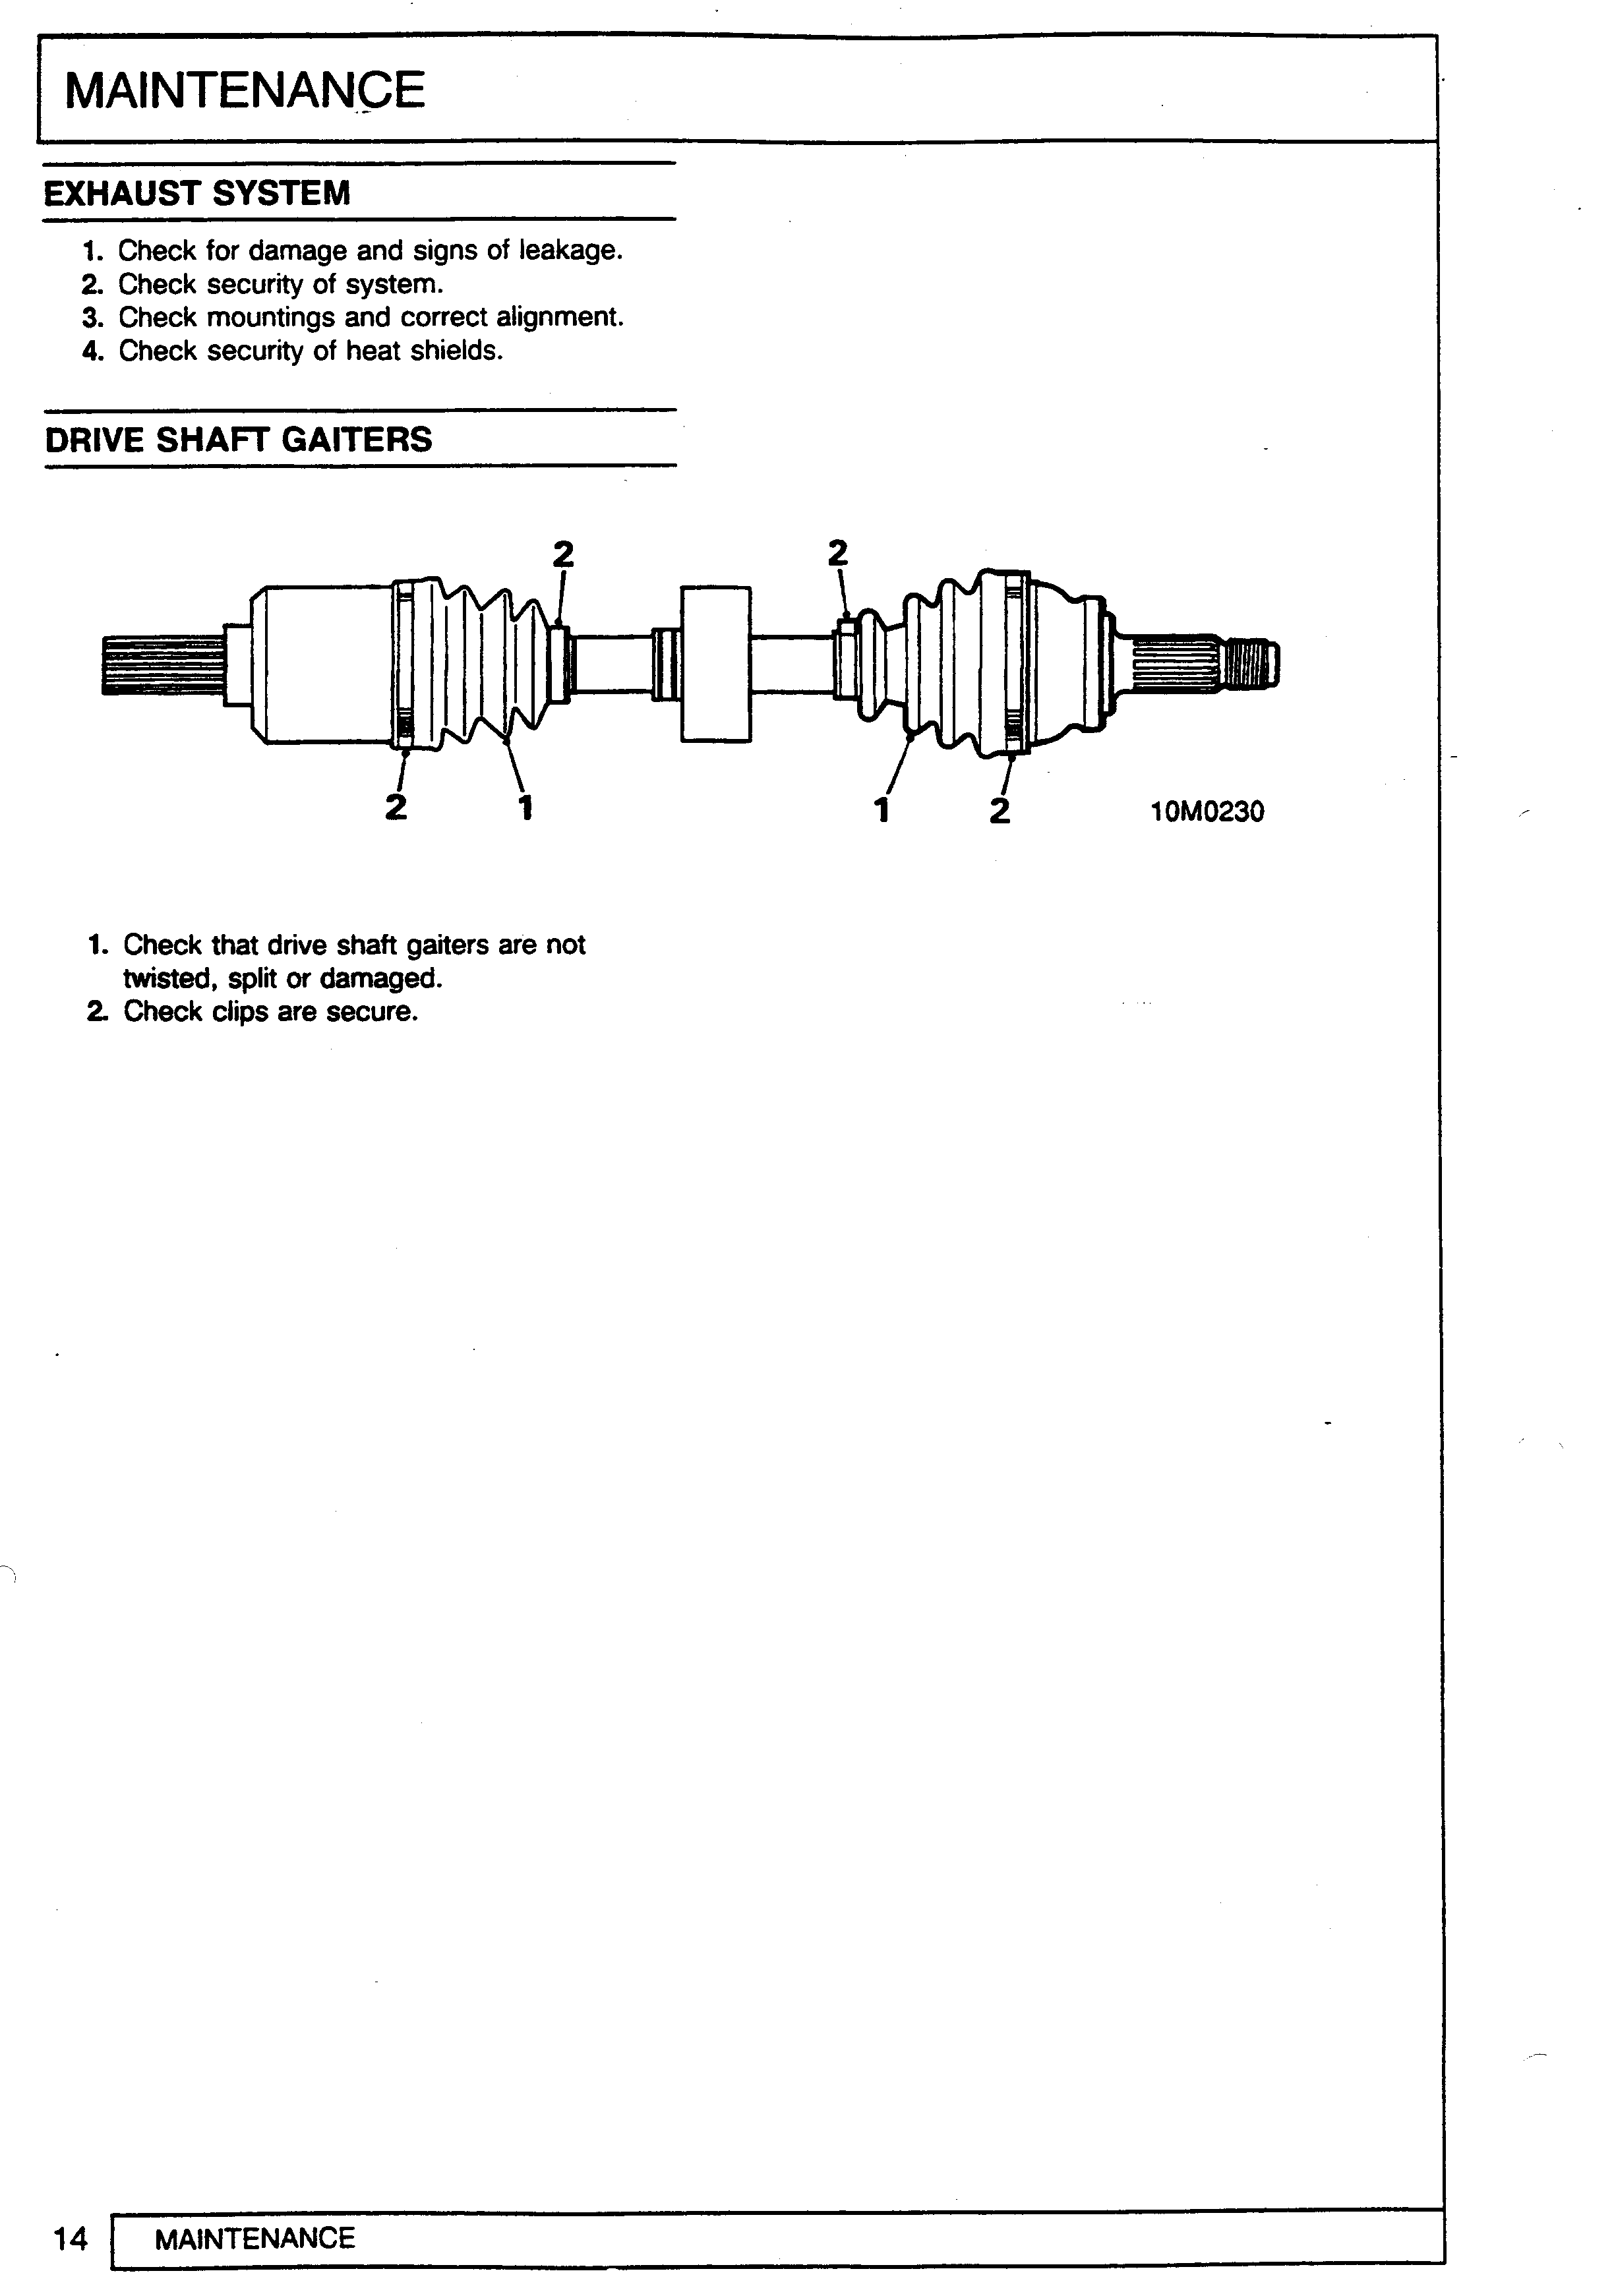 MAINTENANCE
EXHAUST SYSTEM
1. Check for damage and signs of leakage.
2. Check security of system.
3. Check mountings and correct alignment.
4. Check security of heat shields.
DRIVE SHAFT GAITERS
2 2
2 1 1 2 10M0230
1. Check that drive shaft gaiters are not
twisted, split or damaged.
2. Check clips are secure.
14 MAINTENANCE